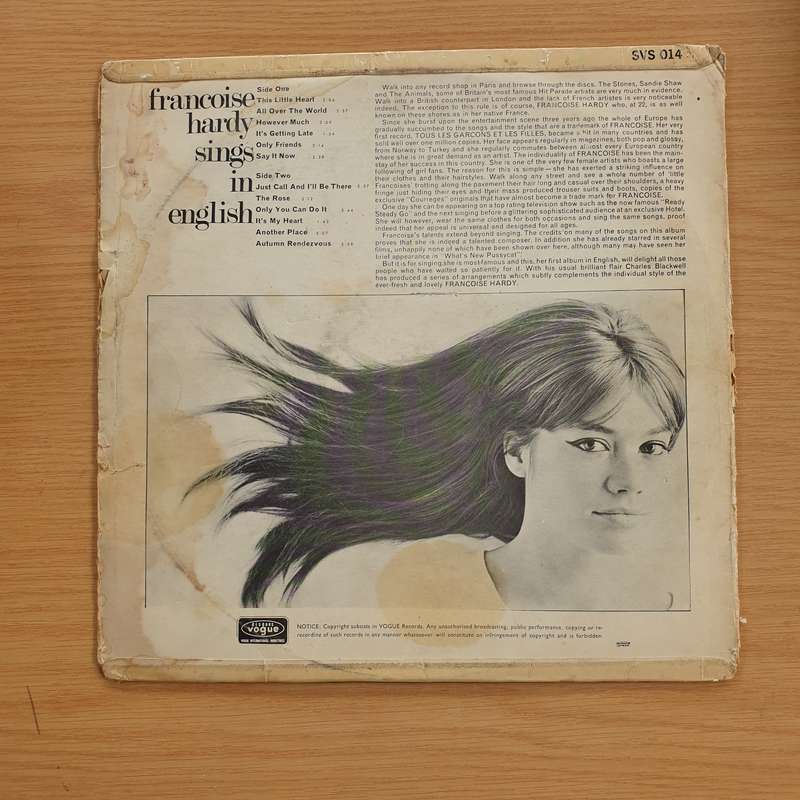 SVS 014
francoise
hardy
sings
in
english
Side One
This Little Heart
All Over The World
However Much
It's Getting Late
Only Friends
Say It Now
Side Two
Just Call And I'll Be There
The Rose
Only You Can Do It
It's My Heart
Another Place
Autumn Rendezvous
Walk into any record shop in Paris and browse through the discs. The Stones, Sandie Shaw
and The Animals, some of Britain's most famous Hit Parade artistes are very much in evidence.
Walk into a British counterpart in London and the lack of French artistes is very noticeable
indeed. The exception to this rule is of course, FRANCOISE HARDY who, at 22, is as well
known on these shores as in her native France.
Since she burst upon the entertainment scene three years ago the whole of Europe has
gradually succumbed to the songs and the style that are a trademark of FRANCOISE. Her very
first record, TOUS LES GARCONS ET LES FILLES, became a hit in many countries and has
sold well over one million copies. Her face appears regularly in magazines, both pop and glossy,
from Norway to Turkey and she regularly commutes between almost every European country
where she is in great demand as an artist. The individuality of FRANCOISE has been the main-
stay of her success in this country. She is one of the very few female artistes who boasts a large
following of girl fans. The reason for this is simple—she has exerted a striking influence on
their clothes and their hairstyles. Walk along any street and see a whole number of 'little
Francoises' trotting along the pavement their hair long and casual over their shoulders, a heavy
fringe just hiding their eyes and their mass produced trouser suits and boots, copies of the
exclusive "Courreges" originals that have almost become a trade mark for FRANCOISE.
One day she can be appearing on a top rating television show such as the now famous "Ready
Steady Go" and the next singing before a glittering sophisticated audience at an exclusive Hotel.
She will however, wear the same clothes for both occasions and sing the same songs, proof
indeed that her appeal is universal and designed for all ages.
Francoise's talents extend beyond singing. The credits on many of the songs on this album
proves that she is indeed a talented composer. In addition she has already starred in several
films, unhappily none of which have been shown over here, although many may have seen her
brief appearance in "What's New Pussycat".
But it is for singing she is most famous and this, her first album in English, will delight all those
people who have waited so patiently for it. With his usual brilliant flair Charles Blackwell
has produced a series of arrangements which subtly complements the individual style of the
ever-fresh and lovely FRANCOISE HARDY.
DISQUES
vogue
VOGUE INTERNATIONAL INDUSTRIES
NOTICE: Copyright subsists in VOGUE Records. Any unauthorised broadcasting, public performance, copying or re-
recording of such records in any manner whatsoever will constitute an infringement of copyright and is forbidden